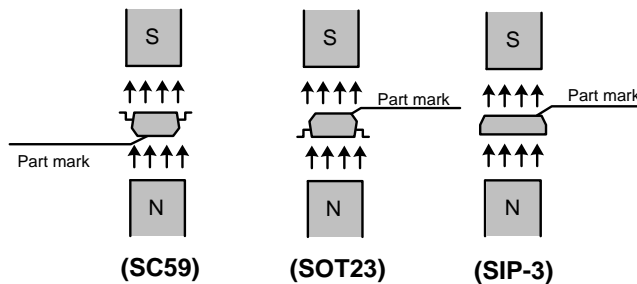 S S S
Part mark Part mark
Part mark
N N N
(SC59) (SOT23) (SIP-3)